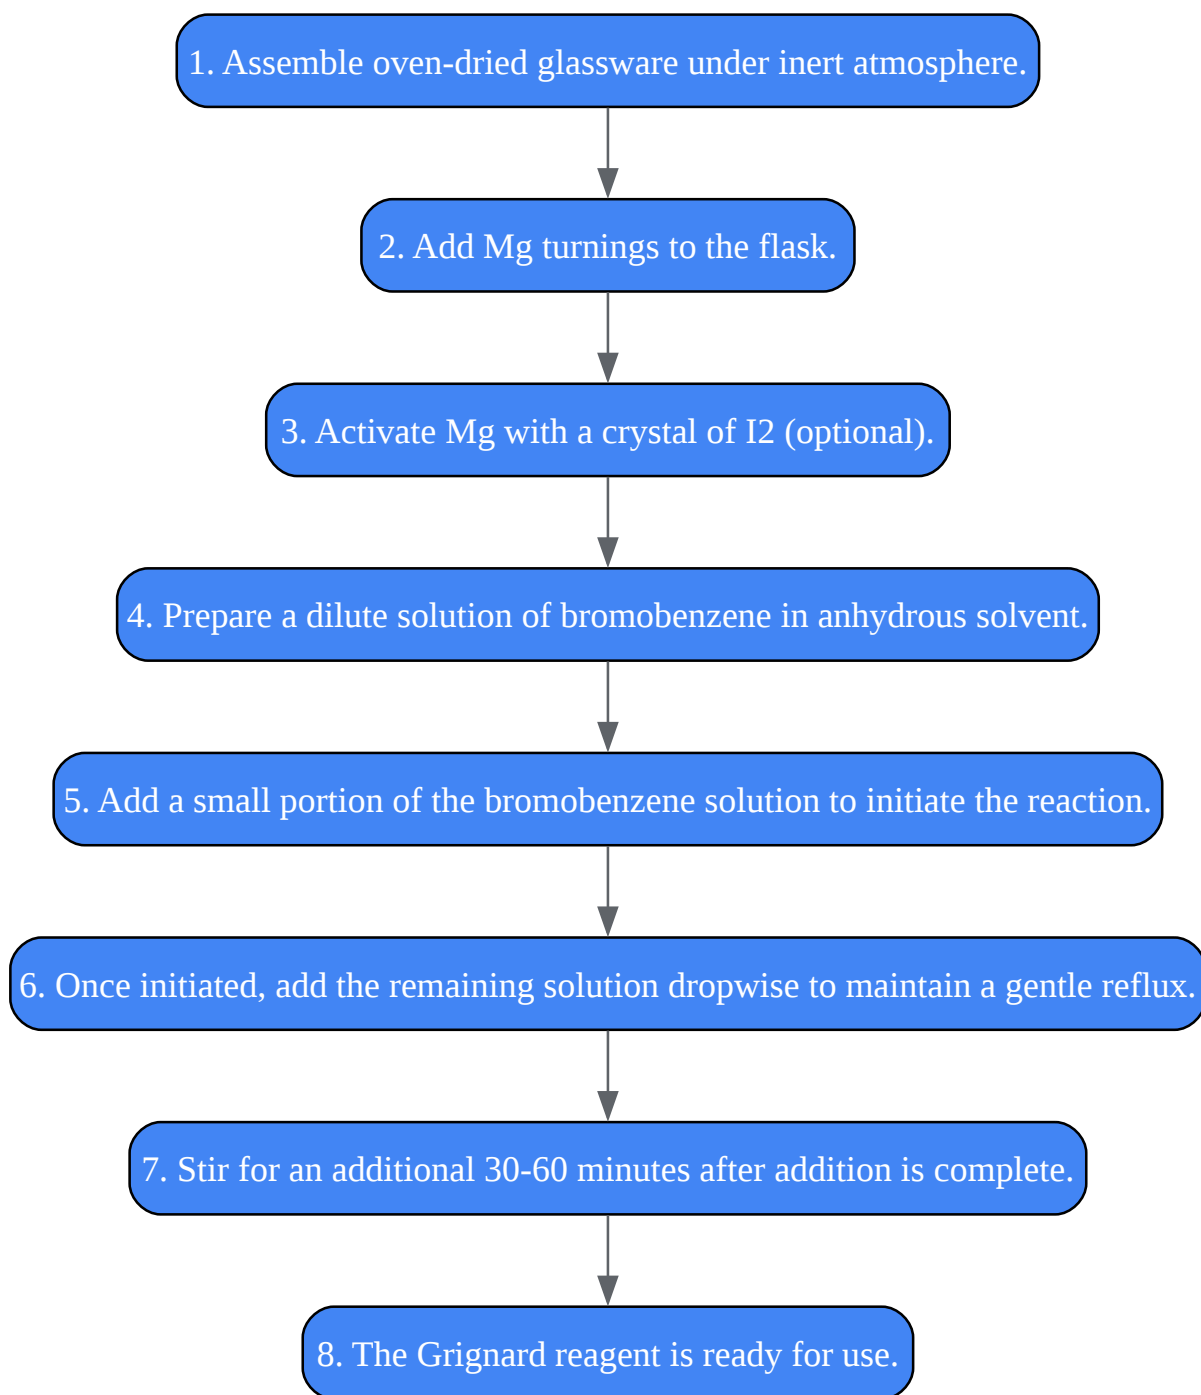 1. Assemble oven-dried glassware under inert atmosphere.
2. Add Mg turnings to the flask.
3. Activate Mg with a crystal of I2 (optional).
4. Prepare a dilute solution of bromobenzene in anhydrous solvent.
5. Add a small portion of the bromobenzene solution to initiate the reaction.
6. Once initiated, add the remaining solution dropwise to maintain a gentle reflux.
7. Stir for an additional 30-60 minutes after addition is complete.
8. The Grignard reagent is ready for use.